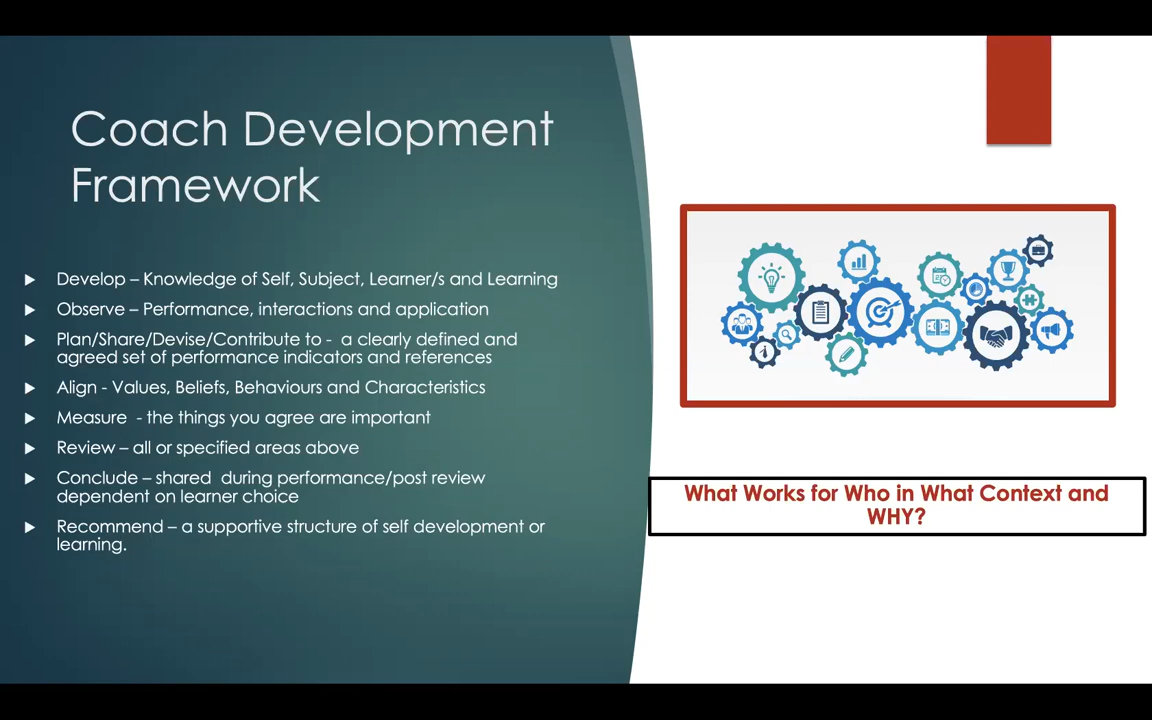 Coach Development
Framework
Develop – Knowledge of Self, Subject, Learner/s and Learning
Observe – Performance, interactions and application
Plan/Share/Devise/Contribute to -  a clearly defined and
agreed set of performance indicators and references
Align - Values, Beliefs, Behaviours and Characteristics
Measure  - the things you agree are important
Review – all or specified areas above
Conclude – shared  during performance/post review
dependent on learner choice
Recommend – a supportive structure of self development or
learning.
What Works for Who in What Context and
WHY?